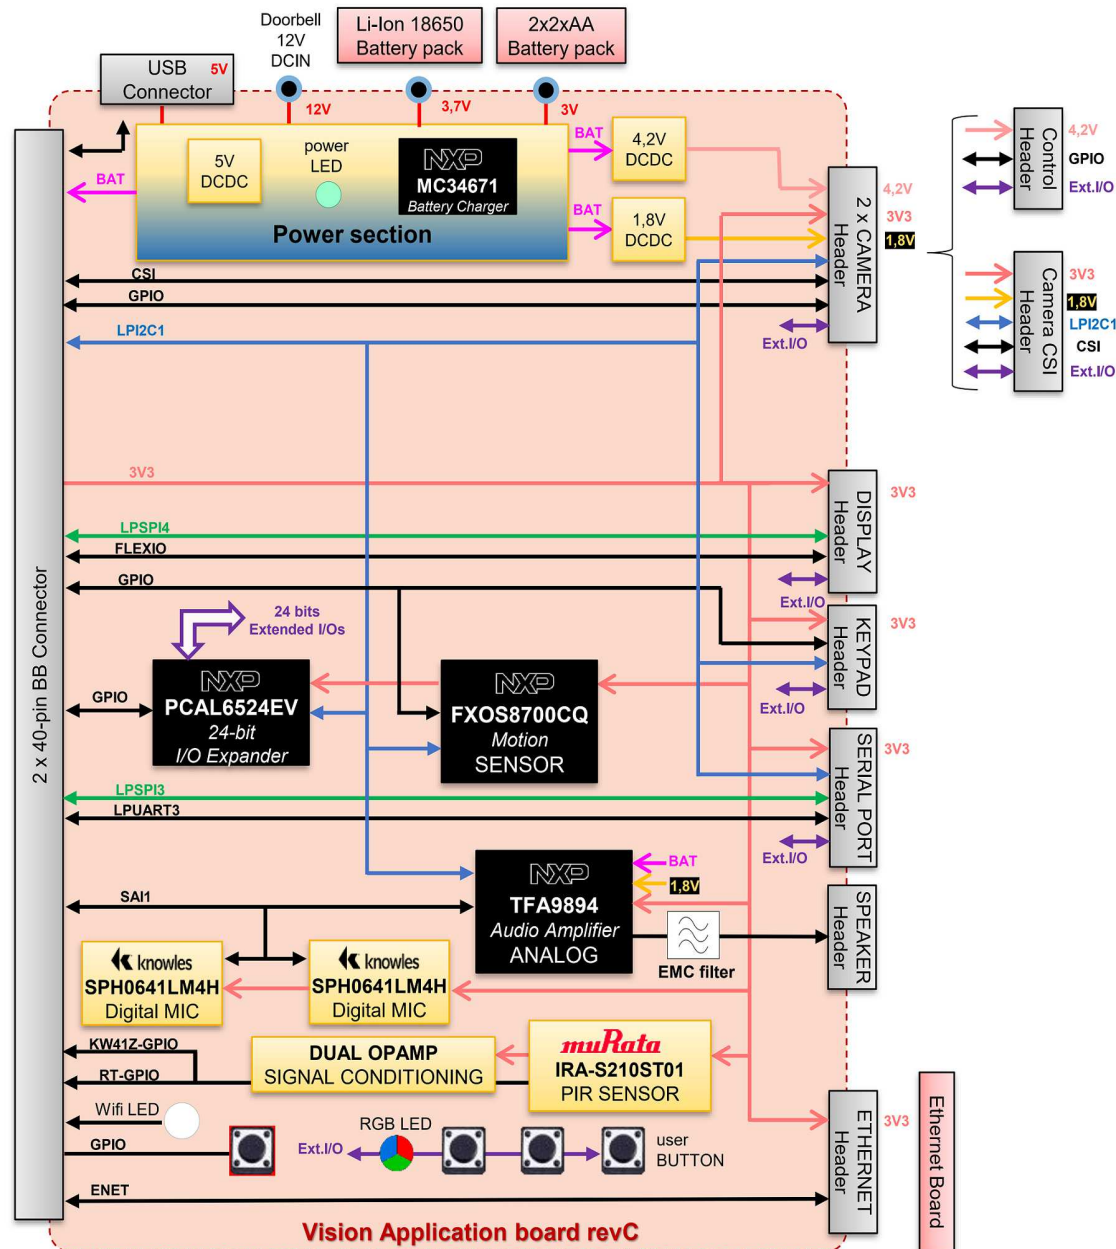 Doorbell
12V
DCIN
Li-Ion 18650
Battery pack
2x2xAA
Battery pack
USB 5V
Connector
12V
3,7V
3V
5V
DCDC
power
LED
NXP
MC34671
Battery Charger
Power section
BAT
BAT
4,2V
DCDC
BAT
1,8V
DCDC
2 x CAMERA
Header
4,2V
3V3
1,8V
Ext.I/O
Control
Header
4,2V
GPIO
Ext.I/O
Camera CSI
Header
3V3
1,8V
LPI2C1
CSI
Ext.I/O
CSI
GPIO
LPI2C1
3V3
LPSPI4
FLEXIO
GPIO
DISPLAY
Header
3V3
Ext.I/O
2 x 40-pin BB Connector
24 bits
Extended I/Os
KEYPAD
Header
3V3
Ext.I/O
GPIO
NXP
PCAL6524EV
24-bit
I/O Expander
NXP
FXOS8700CQ
Motion
SENSOR
SERIAL PORT
Header
3V3
Ext.I/O
LPSPI3
LPUART3
NXP
TFA9894
Audio Amplifier
ANALOG
BAT
1,8V
EMC filter
SPEAKER
Header
SAI1
knowles
SPH0641LM4H
Digital MIC
knowles
SPH0641LM4H
Digital MIC
KW41Z-GPIO
RT-GPIO
DUAL OPAMP
SIGNAL CONDITIONING
muRata
IRA-S210ST01
PIR SENSOR
Wifi LED
GPIO
RGB LED
Ext.I/O
user
BUTTON
ENET
ETHERNET
Header
3V3
Ethernet Board
Vision Application board revC